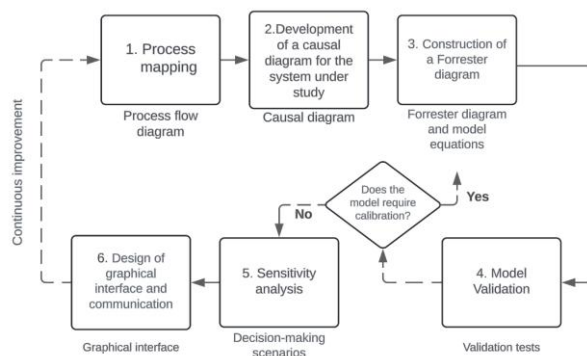 1. Process
mapping
2.Development
of a causal
diagram for the
system under
study
3. Construction of
a Forrester
diagram
Process flow
diagram
Causal diagram
Forrester diagram
and model
equations
Continuous improvement
Does the
model require
calibration?
No
Yes
6. Design of
graphical
interface and
communication
5. Sensitivity
analysis
4. Model
Validation
Graphical interface
Decision-making
scenarios
Validation tests